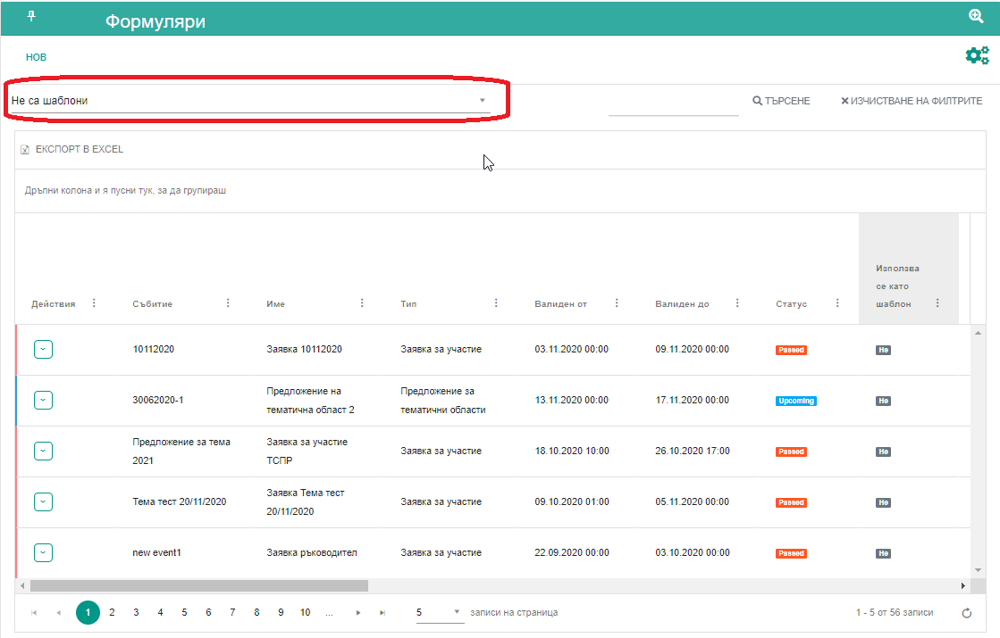 Формуляри
НОВ
Не са шаблони
ТЪРСЕНЕ
ИЗЧИСТВАНЕ НА ФИЛТРИТЕ
ЕКСПОРТ В EXCEL
Дръпни колона и я пусни тук, за да групираш
Действия
Събитие
Име
Тип
Валиден от
Валиден до
Статус
Използва
се като
шаблон
10112020
Заявка 10112020
Заявка за участие
03.11.2020 00:00
09.11.2020 00:00
Passed
Не
30062020-1
Предложение на
тематична област 2
Предложение за
тематични области
13.11.2020 00:00
17.11.2020 00:00
Upcoming
Не
Предложение за тема
2021
Заявка за участие
ТСПР
Заявка за участие
18.10.2020 10:00
26.10.2020 17:00
Passed
Не
Тема тест 20/11/2020
Заявка Тема тест
20/11/2020
Заявка за участие
09.10.2020 01:00
05.11.2020 00:00
Passed
Не
new event1
Заявка ръководител
Заявка за участие
22.09.2020 00:00
03.10.2020 00:00
Passed
Не
1 2 3 4 5 6 7 8 9 10 ...
5
записи на страница
1 - 5 от 56 записи